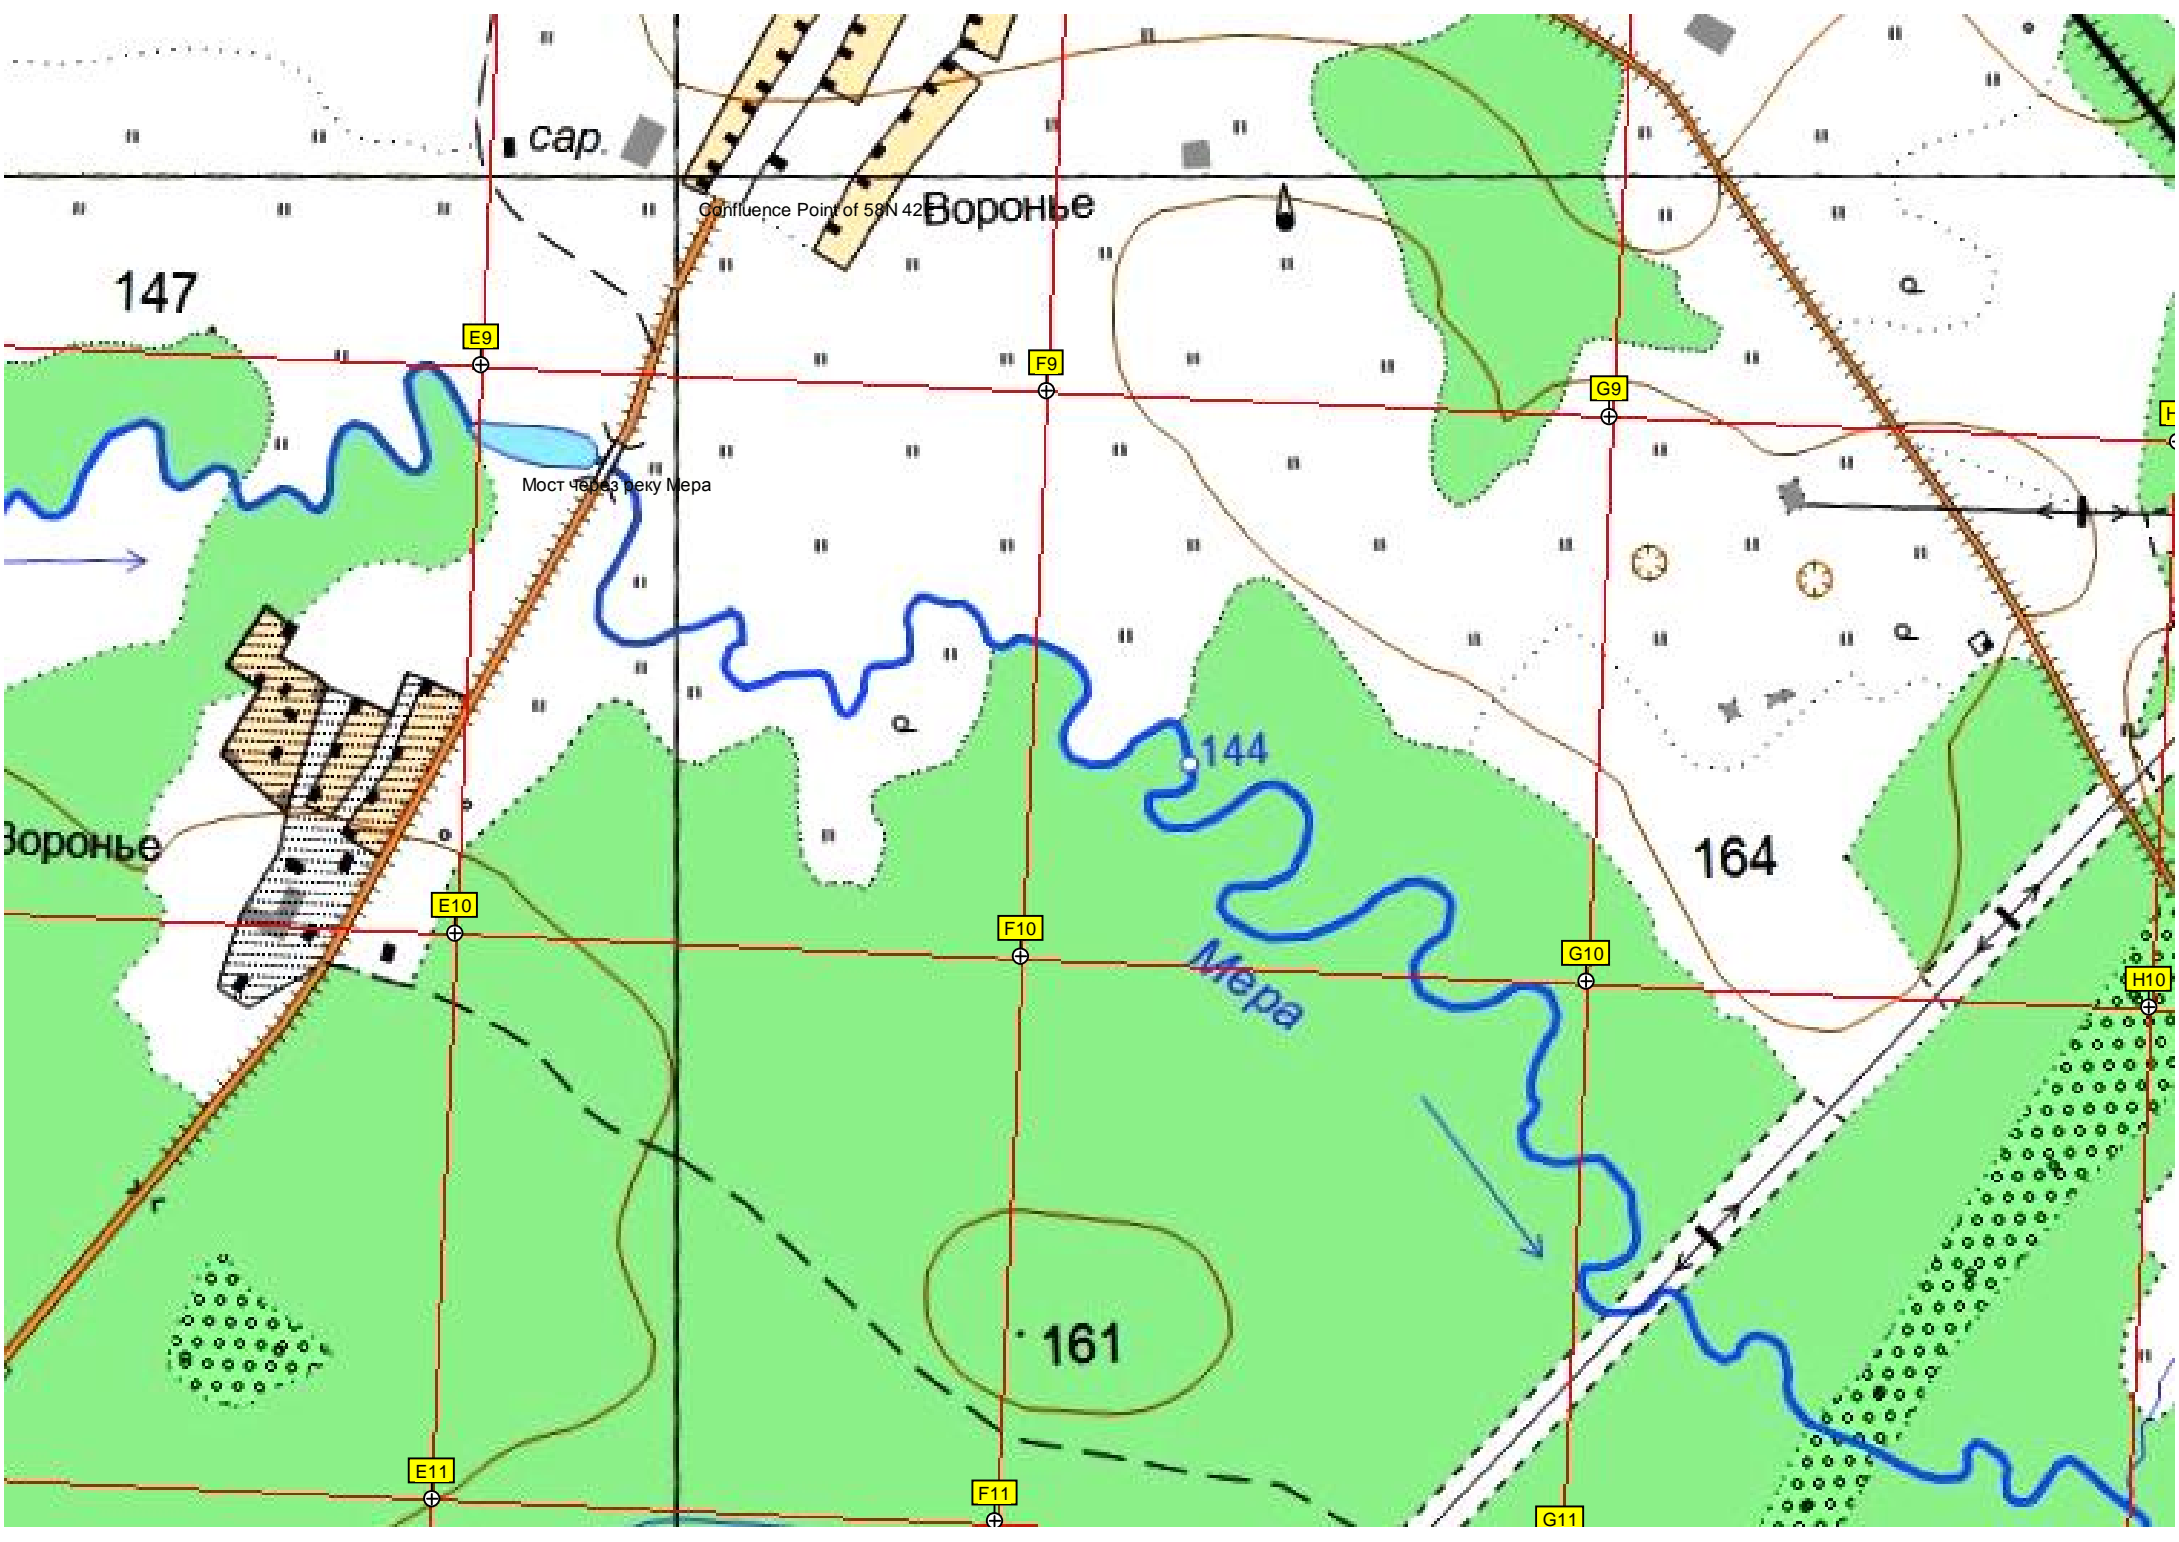 сар.
Confluence Point of 58N 42E
Воронье
147
E9
F9
G9
H
Мост через реку Мера
р
р
р
144
Воронье
164
E10
F10
G10
H10
Мера
161
E11
F11
G11